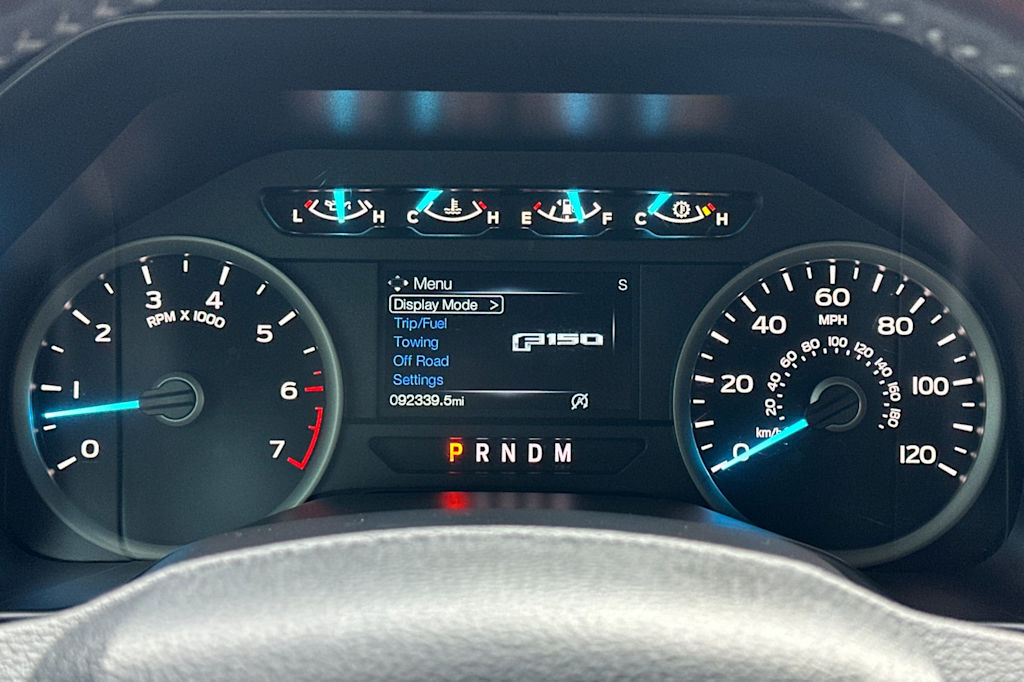 L H C H E F C H
Menu S
Display Mode >
Trip/Fuel
Towing
Off Road
Settings
F150
092339.5mi
P R N D M
0 1 2 3 4 5 6 7
RPM X 1000
0 20 40 60 80 100 120
MPH
20 40 60 80 100 120 140 160 180
km/h